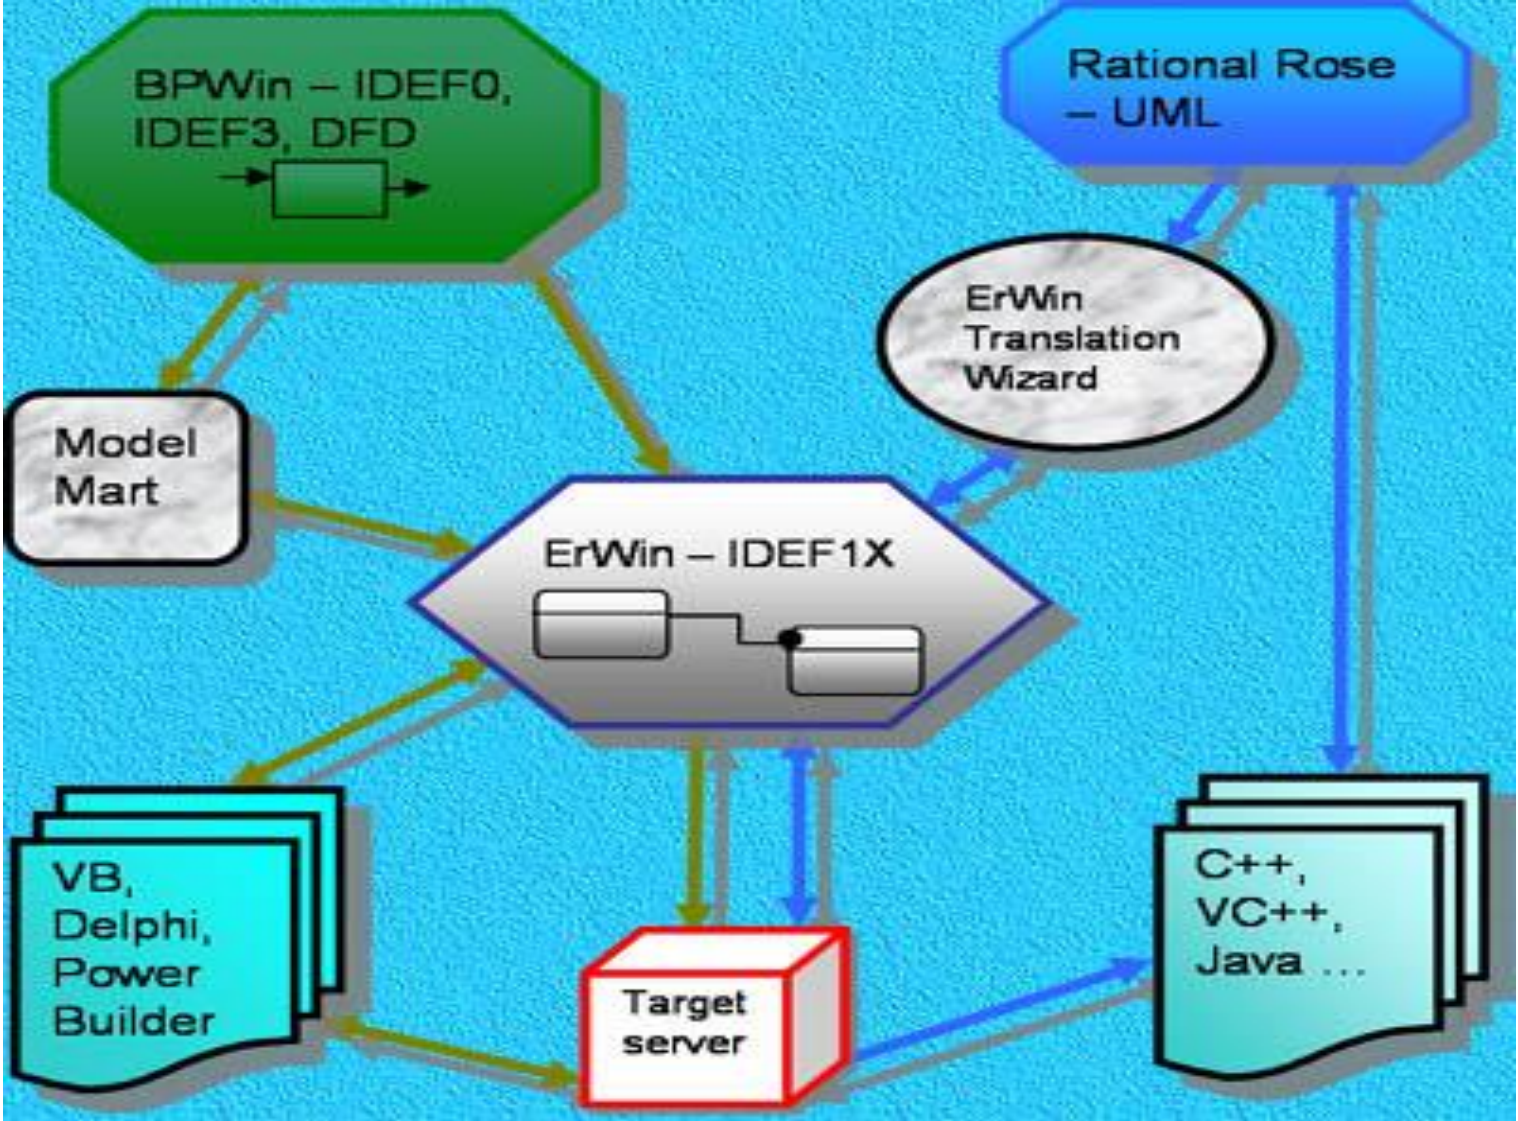 BPWin – IDEF0,
IDEF3, DFD
Rational Rose
– UML
ErWin
Translation
Wizard
Model
Mart
ErWin – IDEF1X
VB,
Delphi,
Power
Builder
Target
server
C++,
VC++,
Java ...